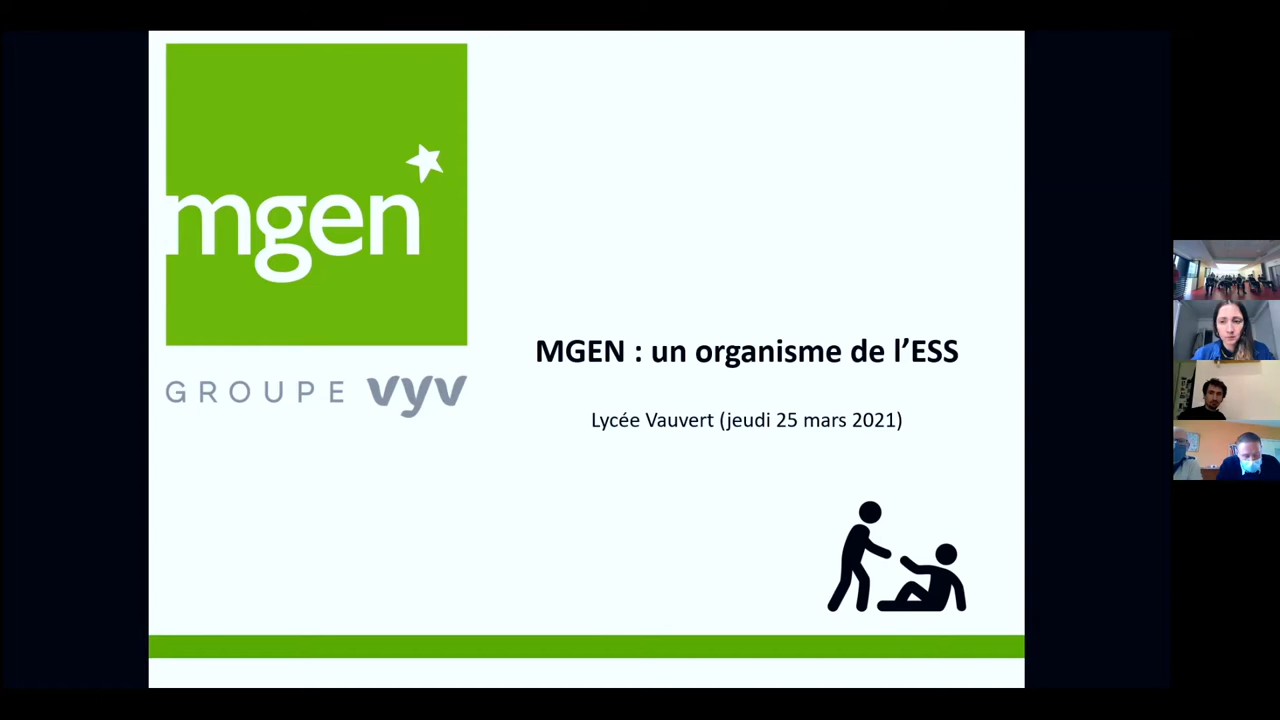 mgen
GROUPE vyv
MGEN : un organisme de l’ESS
Lycée Vauvert (jeudi 25 mars 2021)